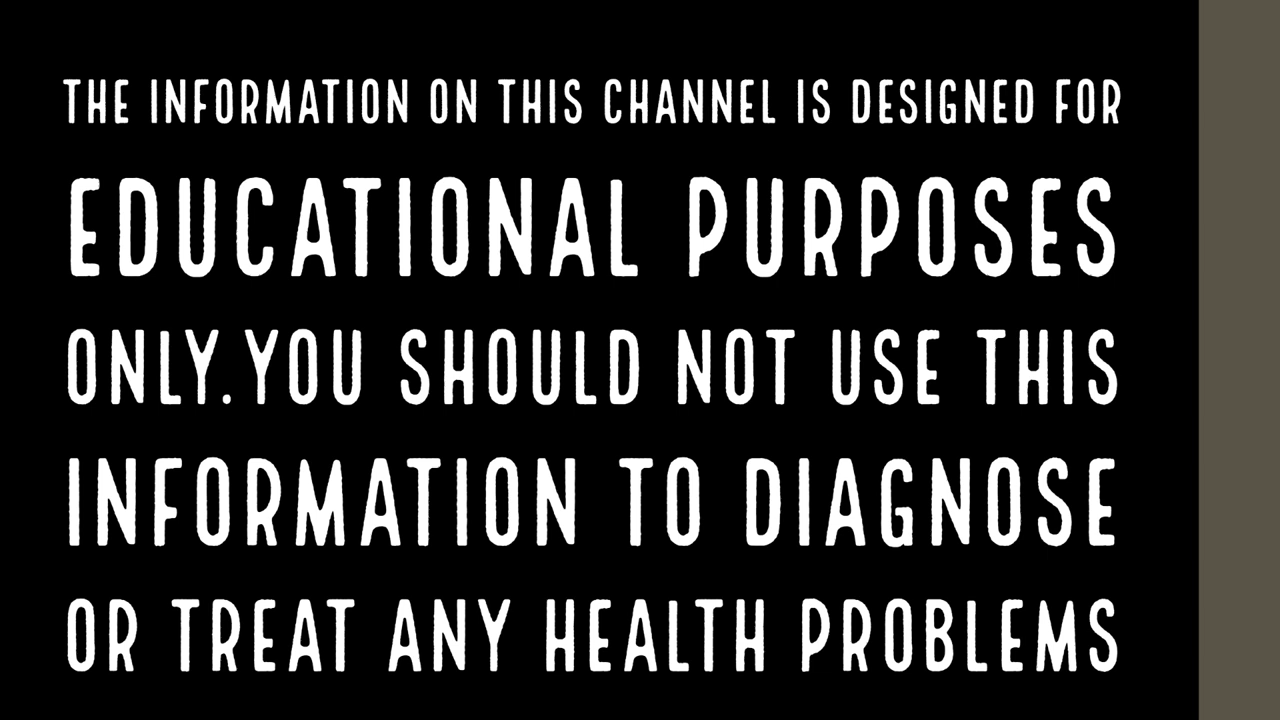 THE INFORMATION ON THIS CHANNEL IS DESIGNED FOR
EDUCATIONAL PURPOSES
ONLY.YOU SHOULD NOT USE THIS
INFORMATION TO DIAGNOSE
OR TREAT ANY HEALTH PROBLEMS